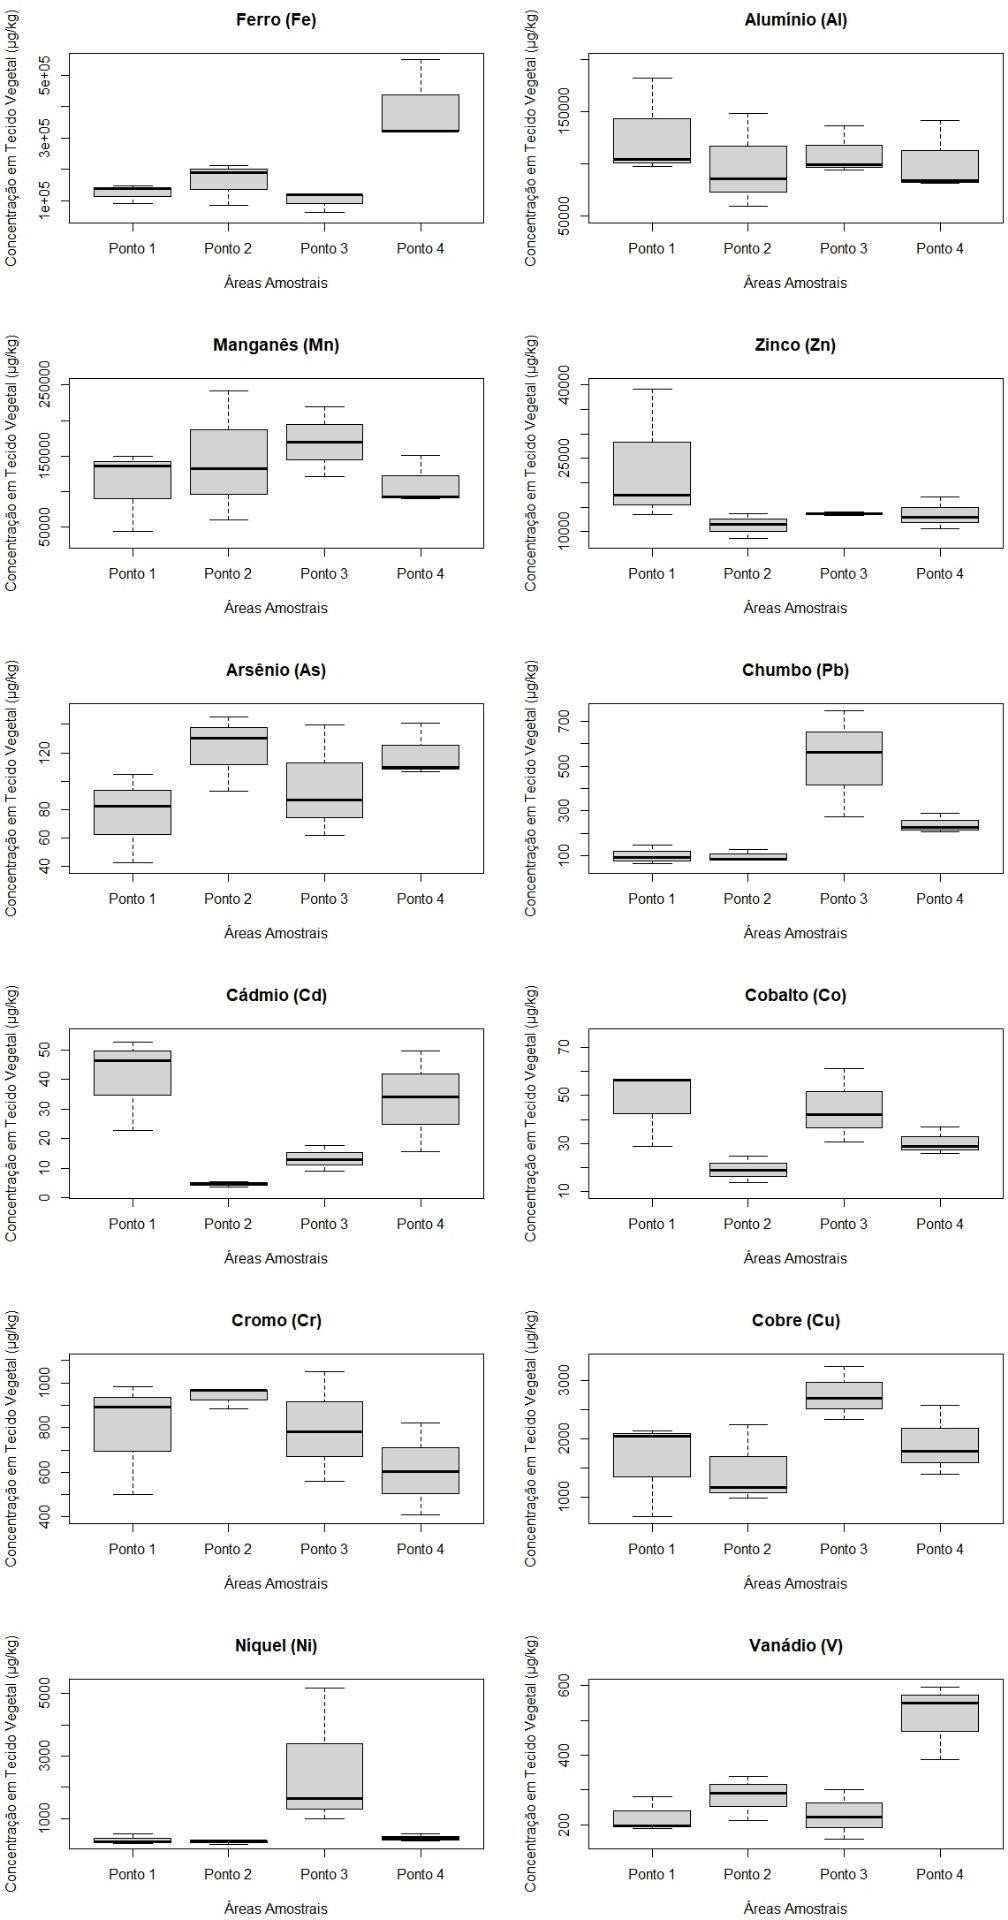 Ferro (Fe)
Concentração em Tecido Vegetal (µg/kg)
5e+05
3e+05
1e+05
Ponto 1 Ponto 2 Ponto 3 Ponto 4
Áreas Amostrais
Alumínio (Al)
Concentração em Tecido Vegetal (µg/kg)
150000
50000
Ponto 1 Ponto 2 Ponto 3 Ponto 4
Áreas Amostrais
Manganês (Mn)
Concentração em Tecido Vegetal (µg/kg)
250000
150000
50000
Ponto 1 Ponto 2 Ponto 3 Ponto 4
Áreas Amostrais
Zinco (Zn)
Concentração em Tecido Vegetal (µg/kg)
40000
25000
10000
Ponto 1 Ponto 2 Ponto 3 Ponto 4
Áreas Amostrais
Arsênio (As)
Concentração em Tecido Vegetal (µg/kg)
120
80
60
40
Ponto 1 Ponto 2 Ponto 3 Ponto 4
Áreas Amostrais
Chumbo (Pb)
Concentração em Tecido Vegetal (µg/kg)
700
500
300
100
Ponto 1 Ponto 2 Ponto 3 Ponto 4
Áreas Amostrais
Cádmio (Cd)
Concentração em Tecido Vegetal (µg/kg)
50
40
30
20
10
0
Ponto 1 Ponto 2 Ponto 3 Ponto 4
Áreas Amostrais
Cobalto (Co)
Concentração em Tecido Vegetal (µg/kg)
70
50
30
10
Ponto 1 Ponto 2 Ponto 3 Ponto 4
Áreas Amostrais
Cromo (Cr)
Concentração em Tecido Vegetal (µg/kg)
1000
800
600
400
Ponto 1 Ponto 2 Ponto 3 Ponto 4
Áreas Amostrais
Cobre (Cu)
Concentração em Tecido Vegetal (µg/kg)
3000
2000
1000
Ponto 1 Ponto 2 Ponto 3 Ponto 4
Áreas Amostrais
Níquel (Ni)
Concentração em Tecido Vegetal (µg/kg)
5000
3000
1000
Ponto 1 Ponto 2 Ponto 3 Ponto 4
Áreas Amostrais
Vanádio (V)
Concentração em Tecido Vegetal (µg/kg)
600
400
200
Ponto 1 Ponto 2 Ponto 3 Ponto 4
Áreas Amostrais